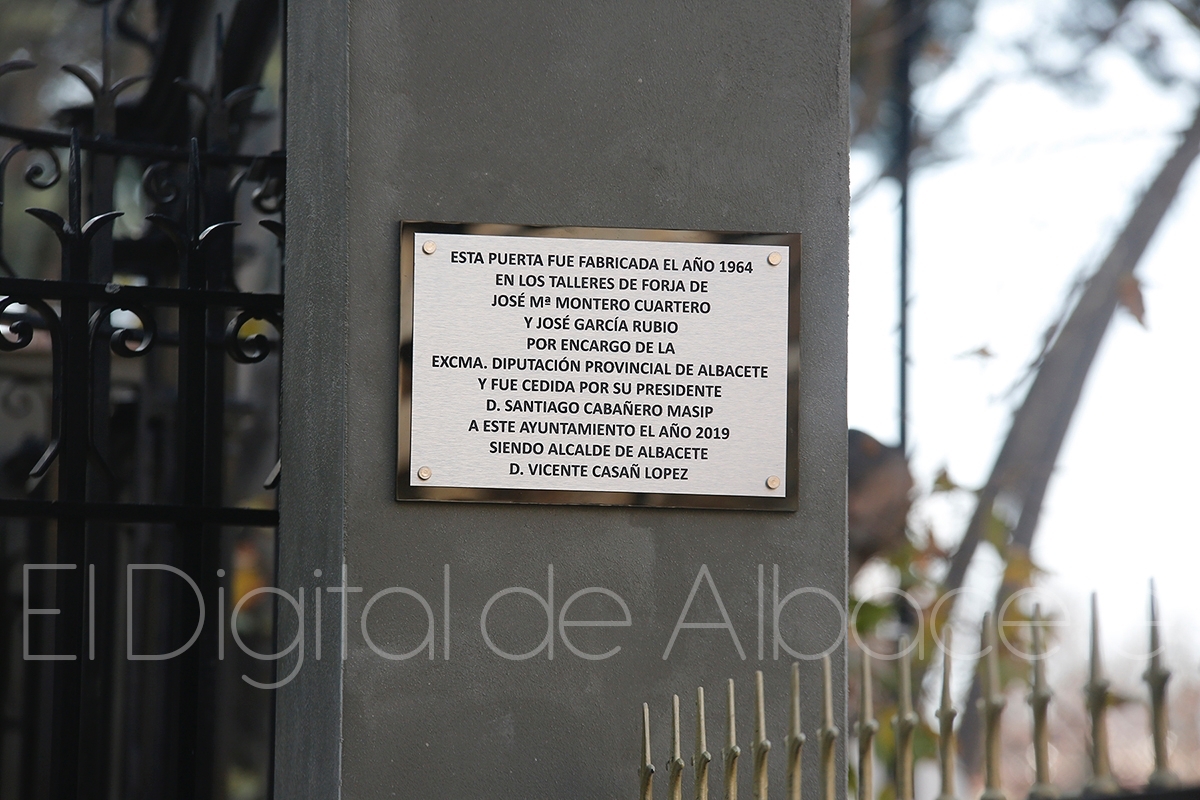 ESTA PUERTA FUE FABRICADA EL AÑO 1964
EN LOS TALLERES DE FORJA DE
JOSÉ Mª MONTERO CUARTERO
Y JOSÉ GARCÍA RUBIO
POR ENCARGO DE LA
EXCMA. DIPUTACIÓN PROVINCIAL DE ALBACETE
Y FUE CEDIDA POR SU PRESIDENTE
D. SANTIAGO CABAÑERO MASIP
A ESTE AYUNTAMIENTO EL AÑO 2019
SIENDO ALCALDE DE ALBACETE
D. VICENTE CASAÑ LOPEZ
El Digital de Albacete